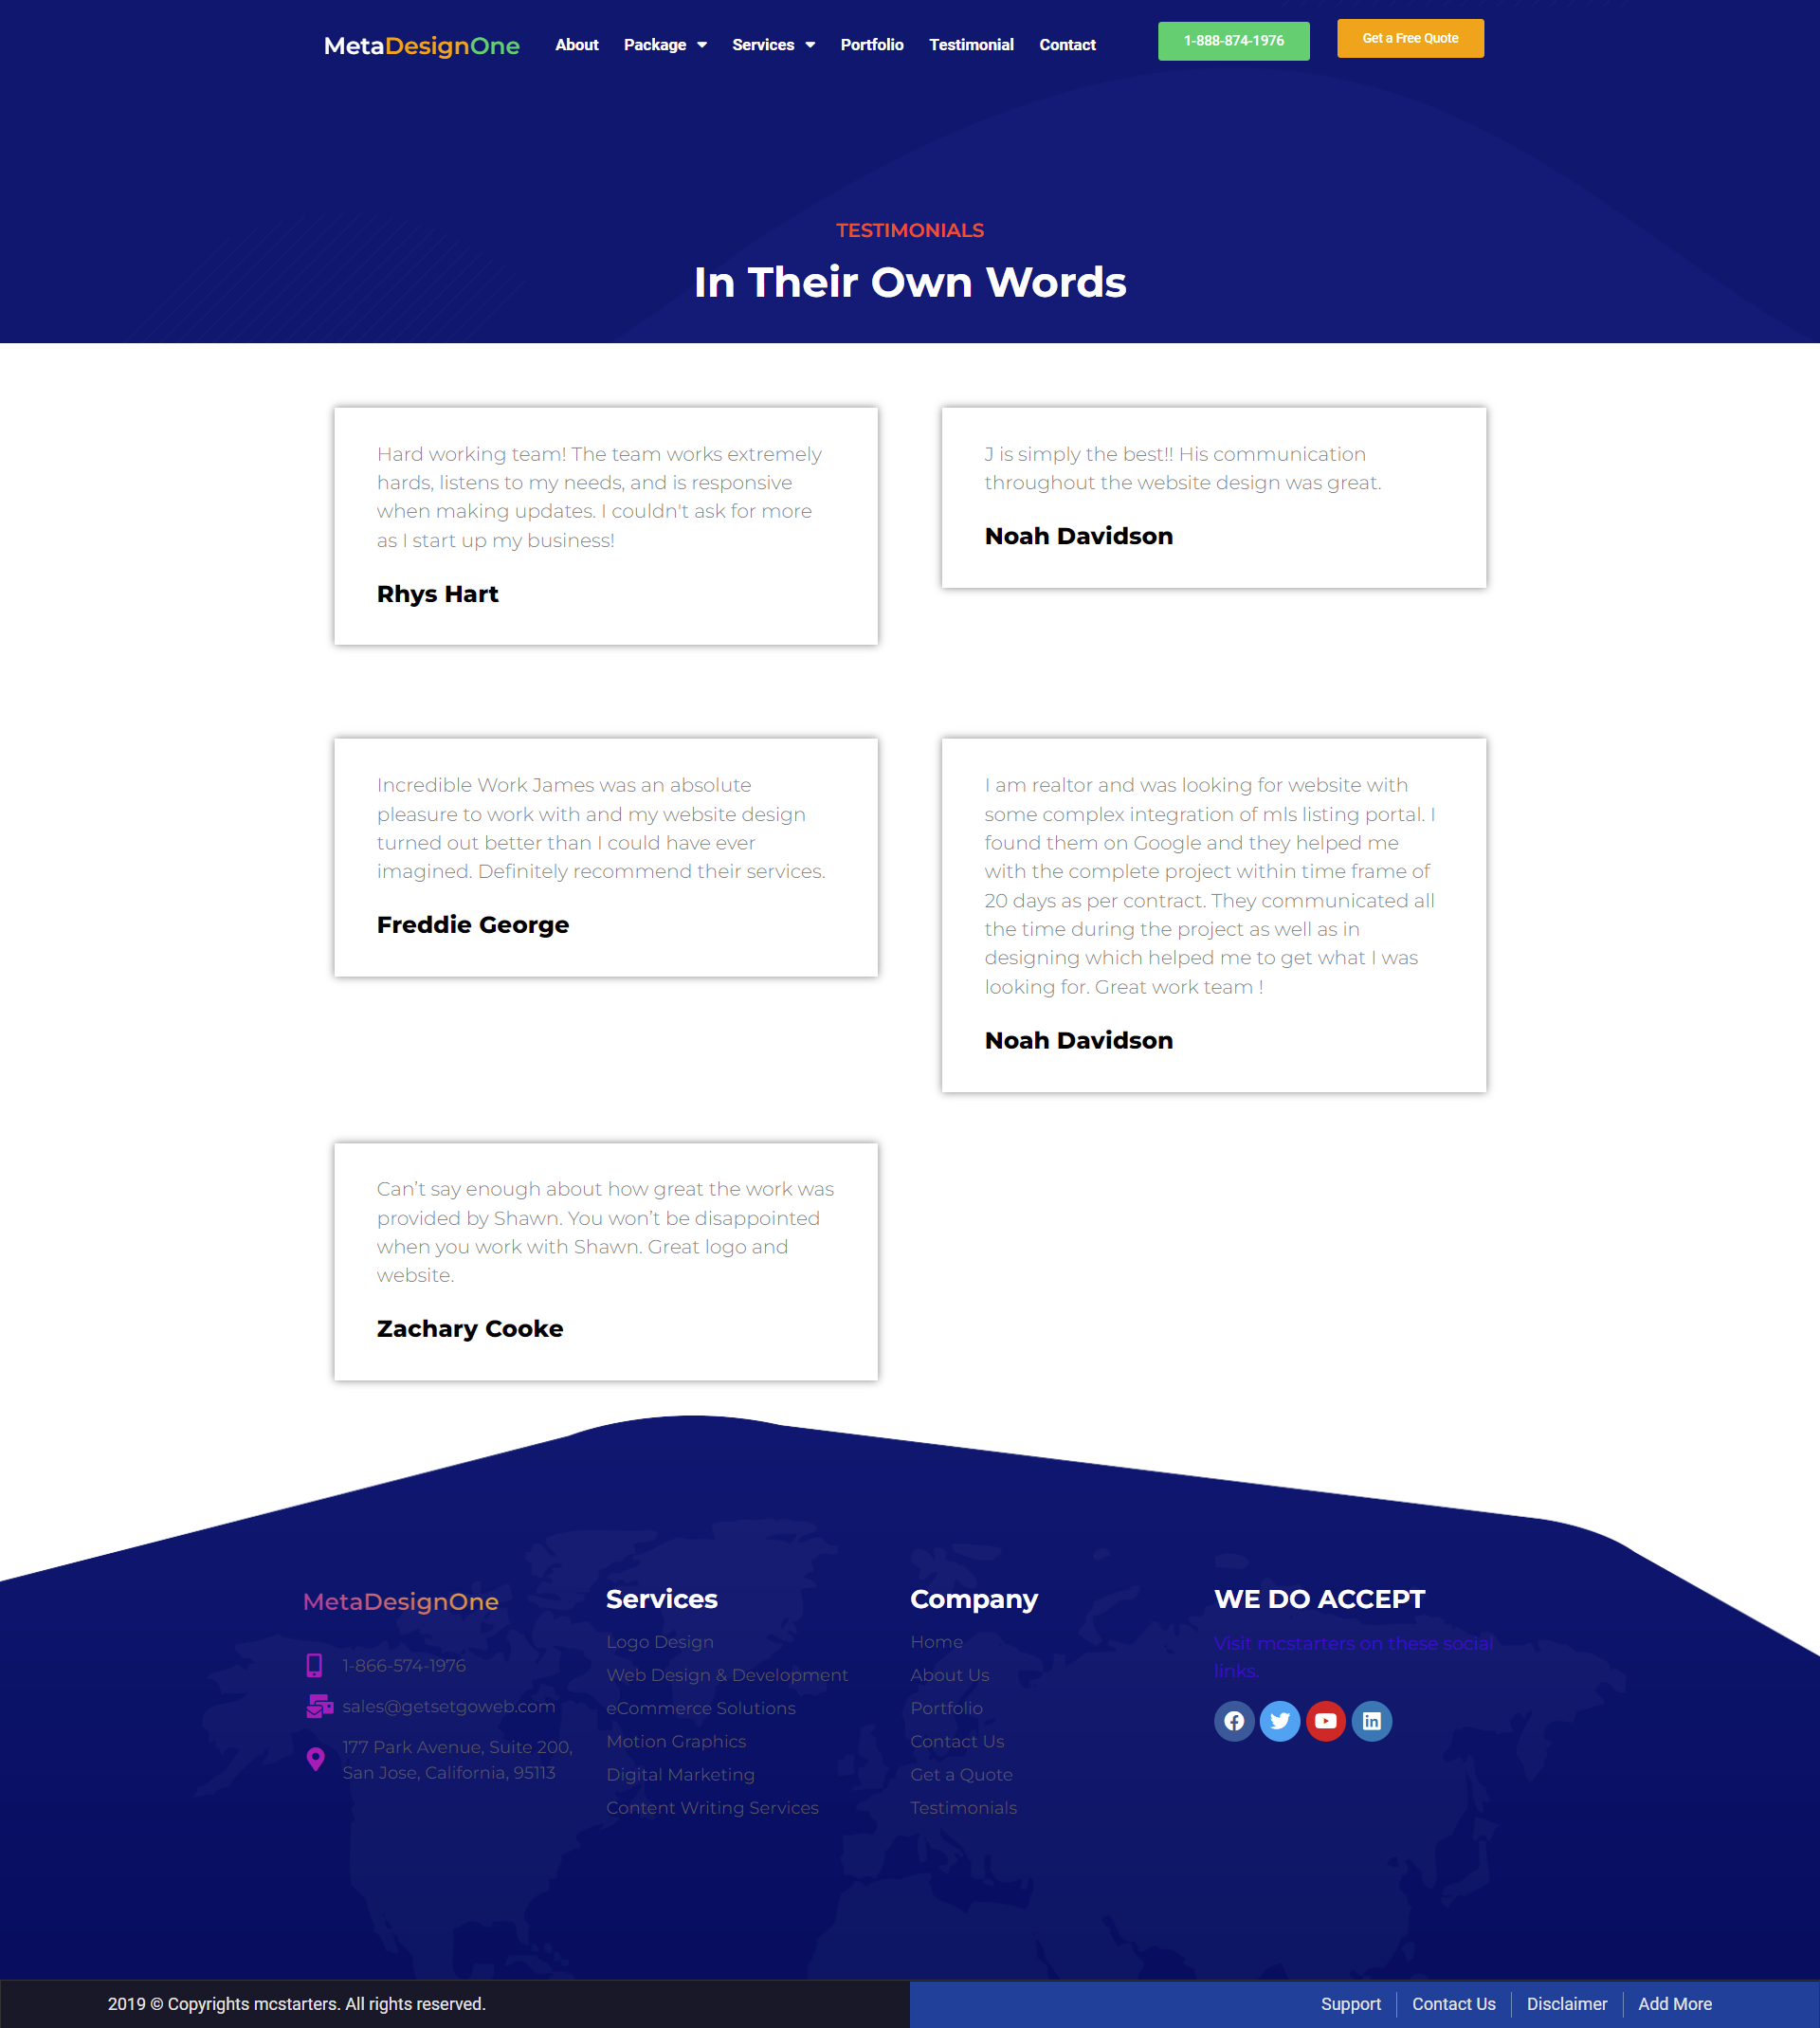 MetaDesignOne About Package Services Portfolio Testimonial Contact 1-888-874-1976 Get a Free Quote
TESTIMONIALS
In Their Own Words
Hard working team! The team works extremely
hards, listens to my needs, and is responsive
when making updates. I couldn't ask for more
as I start up my business!
Rhys Hart
J is simply the best!! His communication
throughout the website design was great.
Noah Davidson
Incredible Work James was an absolute
pleasure to work with and my website design
turned out better than I could have ever
imagined. Definitely recommend their services.
Freddie George
I am realtor and was looking for website with
some complex integration of mls listing portal. I
found them on Google and they helped me
with the complete project within time frame of
20 days as per contract. They communicated all
the time during the project as well as in
designing which helped me to get what I was
looking for. Great work team !
Noah Davidson
Can’t say enough about how great the work was
provided by Shawn. You won’t be disappointed
when you work with Shawn. Great logo and
website.
Zachary Cooke
MetaDesignOne
1-866-574-1976
sales@getsetgoweb.com
177 Park Avenue, Suite 200,
San Jose, California, 95113
Services
Logo Design
Web Design & Development
eCommerce Solutions
Motion Graphics
Digital Marketing
Content Writing Services
Company
Home
About Us
Portfolio
Contact Us
Get a Quote
Testimonials
WE DO ACCEPT
Visit mcstarters on these social
links.
2019 © Copyrights mcstarters. All rights reserved.
Support Contact Us Disclaimer Add More